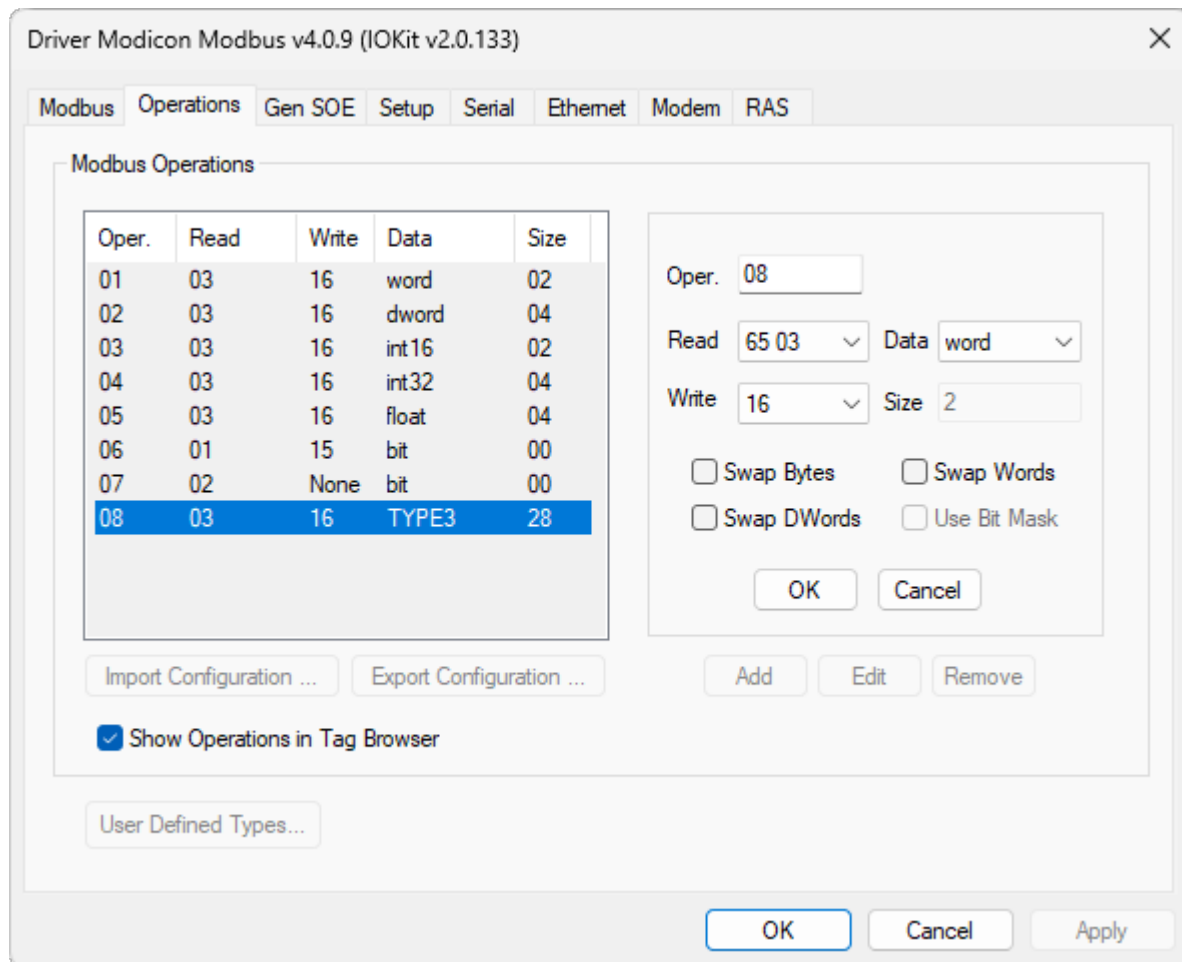 Driver Modicon Modbus v4.0.9 (IOKit v2.0.133)
Modbus Operations Gen SOE Setup Serial Ethernet Modem RAS
Modbus Operations
Oper. Read Write Data Size
01 03 16 word 02
02 03 16 dword 04
03 03 16 int16 02
04 03 16 int32 04
05 03 16 float 04
06 01 15 bit 00
07 02 None bit 00
08 03 16 TYPE3 28
Oper. 08
Read 65 03 Data word
Write 16 Size 2
Swap Bytes Swap Words
Swap DWords Use Bit Mask
OK Cancel
Import Configuration ... Export Configuration ... Add Edit Remove
Show Operations in Tag Browser
User Defined Types...
OK Cancel Apply